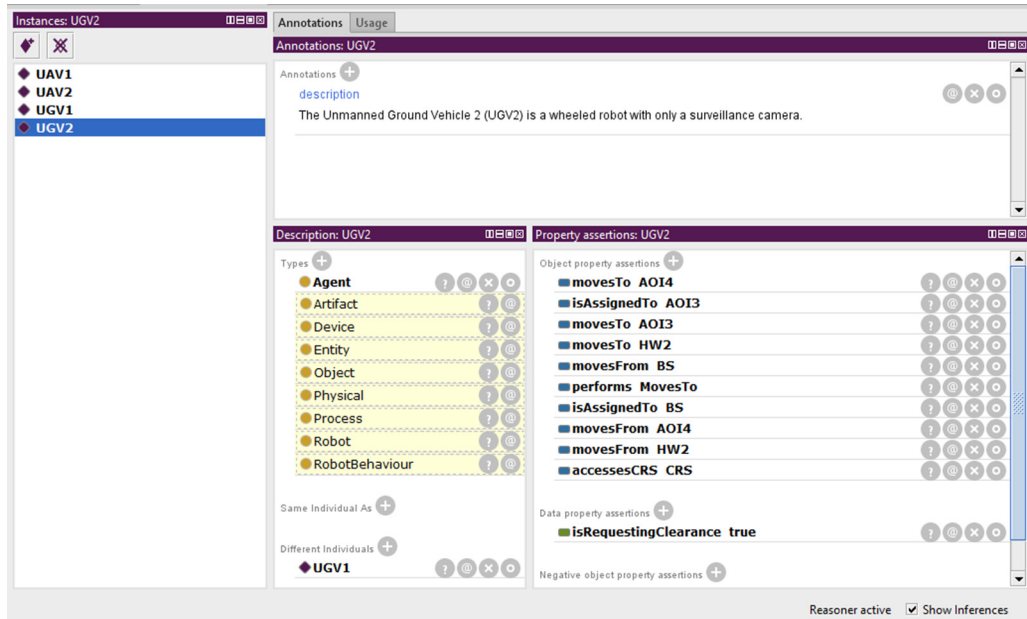 Instances: UGV2
UAV1
UAV2
UGV1
UGV2
Annotations Usage
Annotations: UGV2
Annotations
description
The Unmanned Ground Vehicle 2 (UGV2) is a wheeled robot with only a surveillance camera.
Description: UGV2
Types
Agent
Artifact
Device
Entity
Object
Physical
Process
Robot
RobotBehaviour
Same Individual As
Different Individuals
UGV1
Property assertions: UGV2
Object property assertions
movesTo AOI4
isAssignedTo AOI3
movesTo AOI3
movesTo HW2
movesFrom BS
performs MovesTo
isAssignedTo BS
movesFrom AOI4
movesFrom HW2
accessesCRS CRS
Data property assertions
isRequestingClearance true
Negative object property assertions
Reasoner active Show Inferences